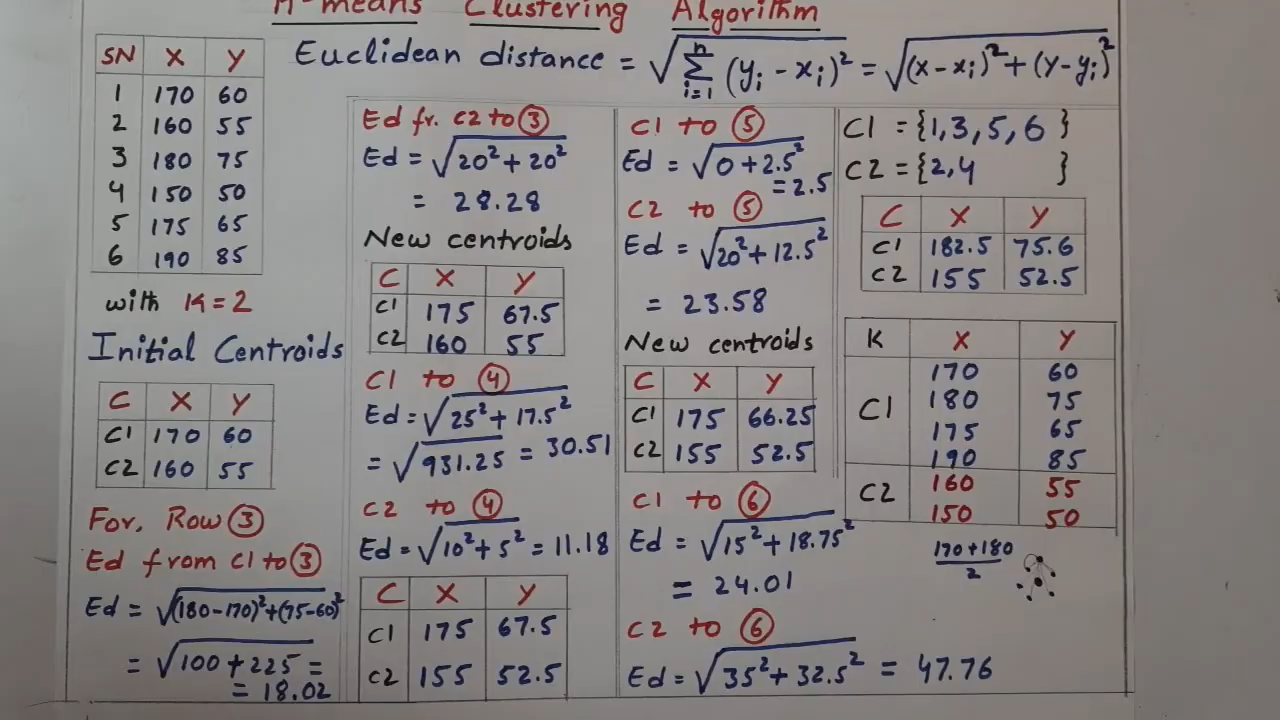 K-means Clustering Algorithm
Euclidean distance = √(∑ᵢ₌₁ⁿ (yᵢ - xᵢ)²) = √((x-xᵢ)² + (y-yᵢ)²)
SN X Y
1 170 60
2 160 55
3 180 75
4 150 50
5 175 65
6 190 85
with K=2
Initial Centroids
C X Y
C1 170 60
C2 160 55
For. Row ③
Ed from C1 to ③
Ed = √((180-170)²+(75-60)²
= √100+225 =
= 18.02
Ed fr. C2 to ③
Ed = √20²+20²
= 28.28
New centroids
C X Y
C1 175 67.5
C2 160 55
C1 to ④
Ed = √25²+17.5²
= √931.25 = 30.51
C2 to ④
Ed = √10²+5² = 11.18
C X Y
C1 175 67.5
C2 155 52.5
C1 to ⑤
Ed = √0+2.5²
= 2.5
C2 to ⑤
Ed = √20²+12.5²
= 23.58
New centroids
C X Y
C1 175 66.25
C2 155 52.5
C1 to ⑥
Ed = √15²+18.75²
= 24.01
C2 to ⑥
Ed = √35²+32.5² = 47.76
C1 = {1,3,5,6 }
C2 = {2,4 }
C X Y
C1 182.5 75.6
C2 155 52.5
K X Y
C1
170 60
180 75
175 65
190 85
C2
160 55
150 50
170+180
2